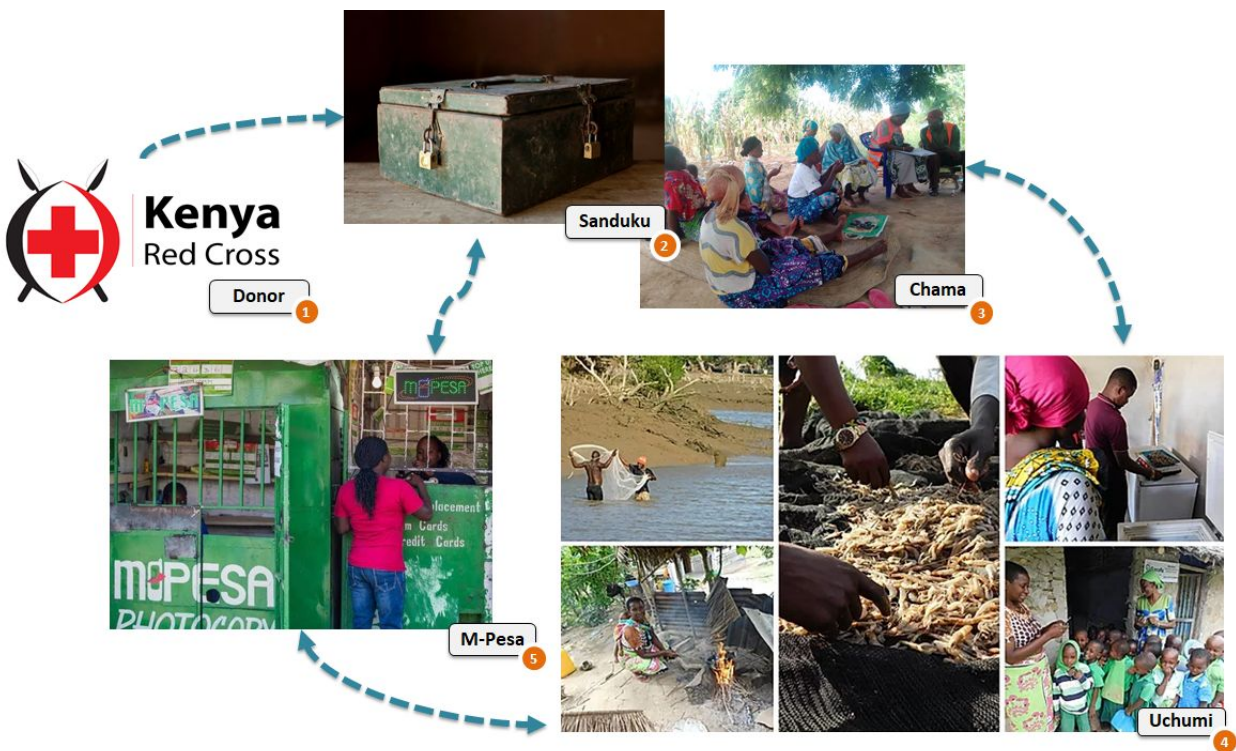 Kenya
Red Cross
Donor
1
Sanduku
2
Chama
3
M-PESA
M-PESA
placement
m Cards
redit Cards
M-PESA
PHOTOCOPY
M-Pesa
5
Uchumi
4